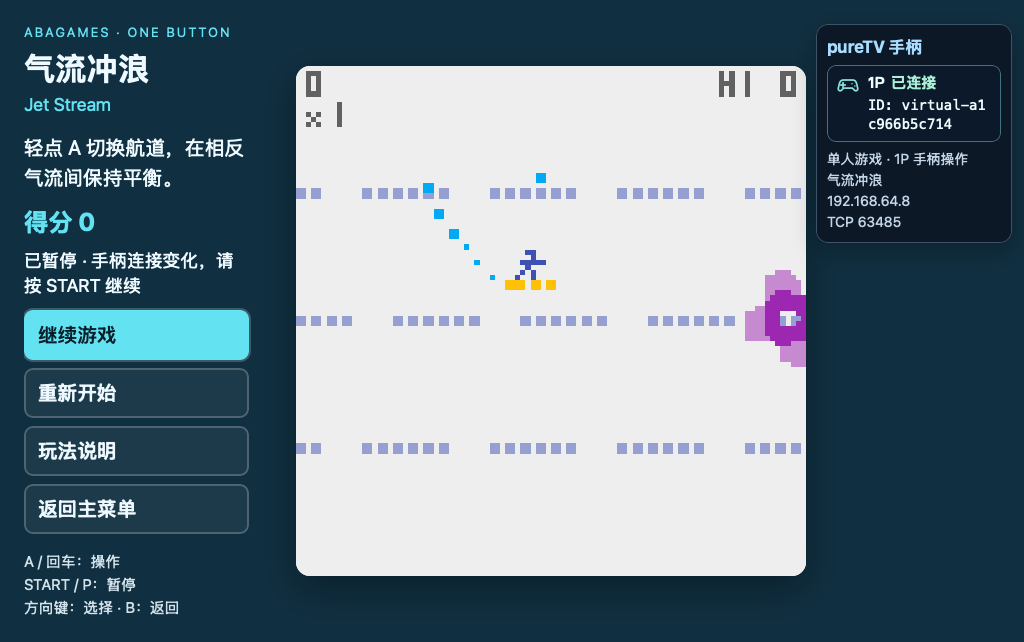 ABAGAMES · ONE BUTTON
气流冲浪
Jet Stream
轻点 A 切换航道，在相反
气流间保持平衡。
得分 0
已暂停 · 手柄连接变化，请
按 START 继续
继续游戏
重新开始
玩法说明
返回主菜单
A / 回车：操作
START / P：暂停
方向键：选择 · B：返回
0
HI 0
x 1
pureTV 手柄
1P 已连接
ID: virtual-a1
c966b5c714
单人游戏 · 1P 手柄操作
气流冲浪
192.168.64.8
TCP 63485